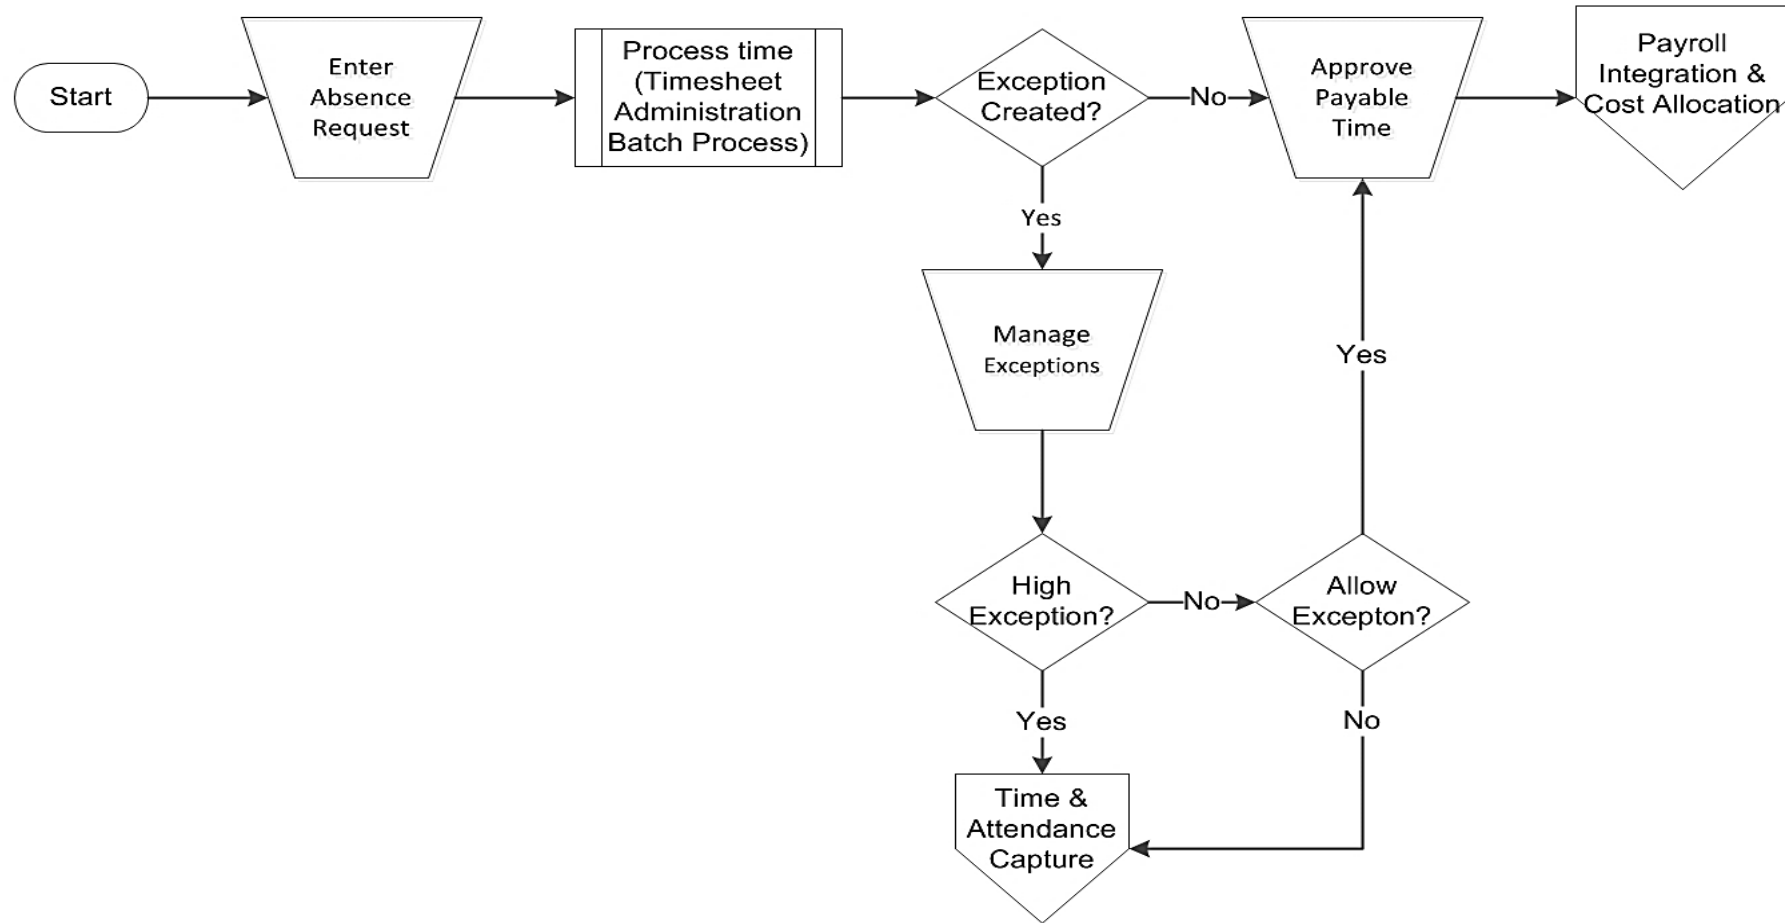 Start
Enter
Absence
Request
Process time
(Timesheet
Administration
Batch Process)
Exception
Created?
No
Approve
Payable
Time
Payroll
Integration &
Cost Allocation
Yes
Manage
Exceptions
Yes
High
Exception?
No
Allow
Excepton?
Yes
No
Time &
Attendance
Capture